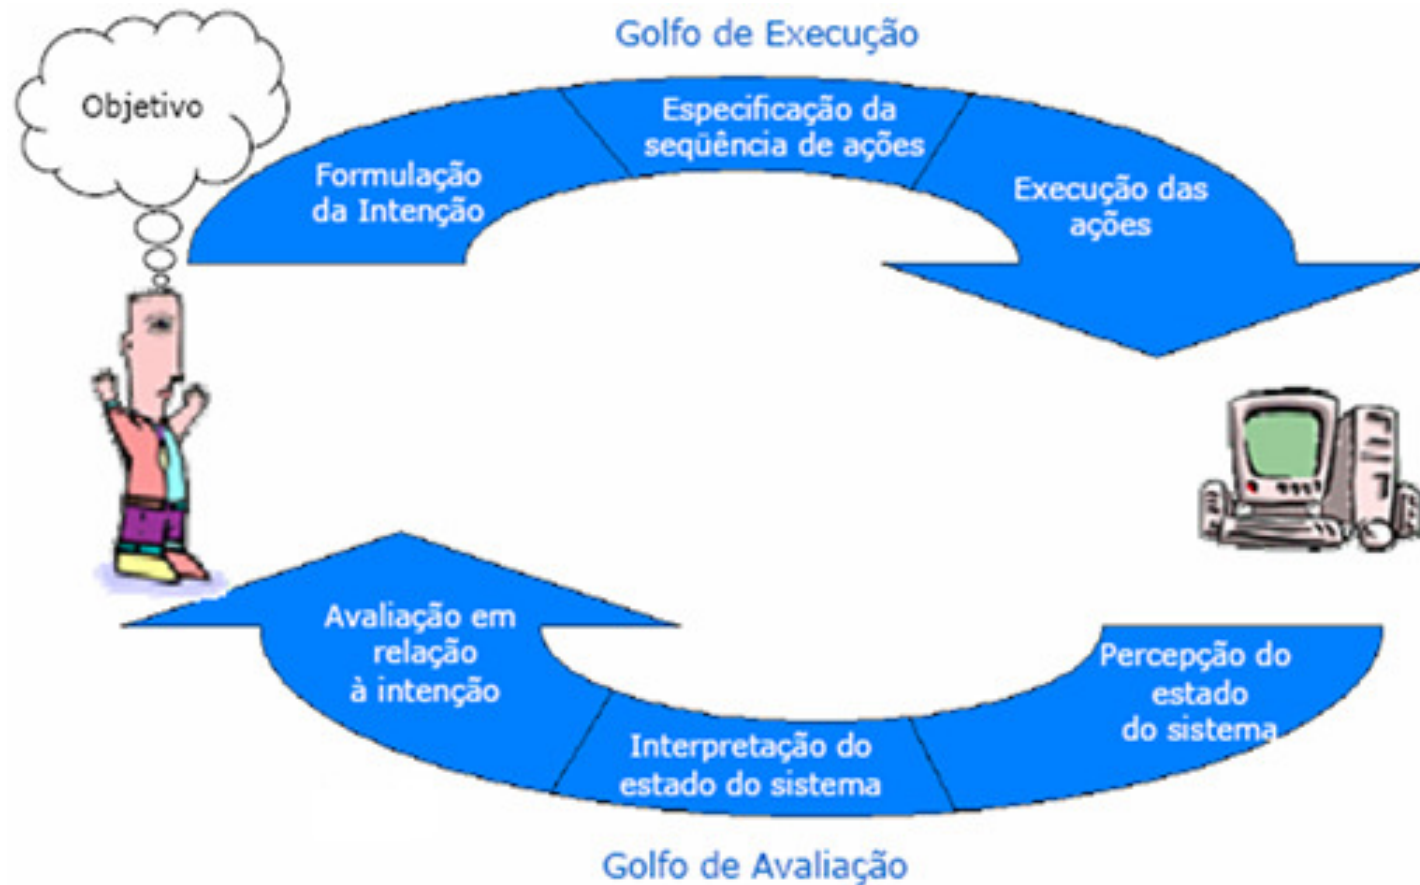 Golfo de Execução
Objetivo
Formulação
da Intenção
Especificação da
seqüência de ações
Execução das
ações
Percepção do
estado
do sistema
Interpretação do
estado do sistema
Avaliação em
relação
à intenção
Golfo de Avaliação